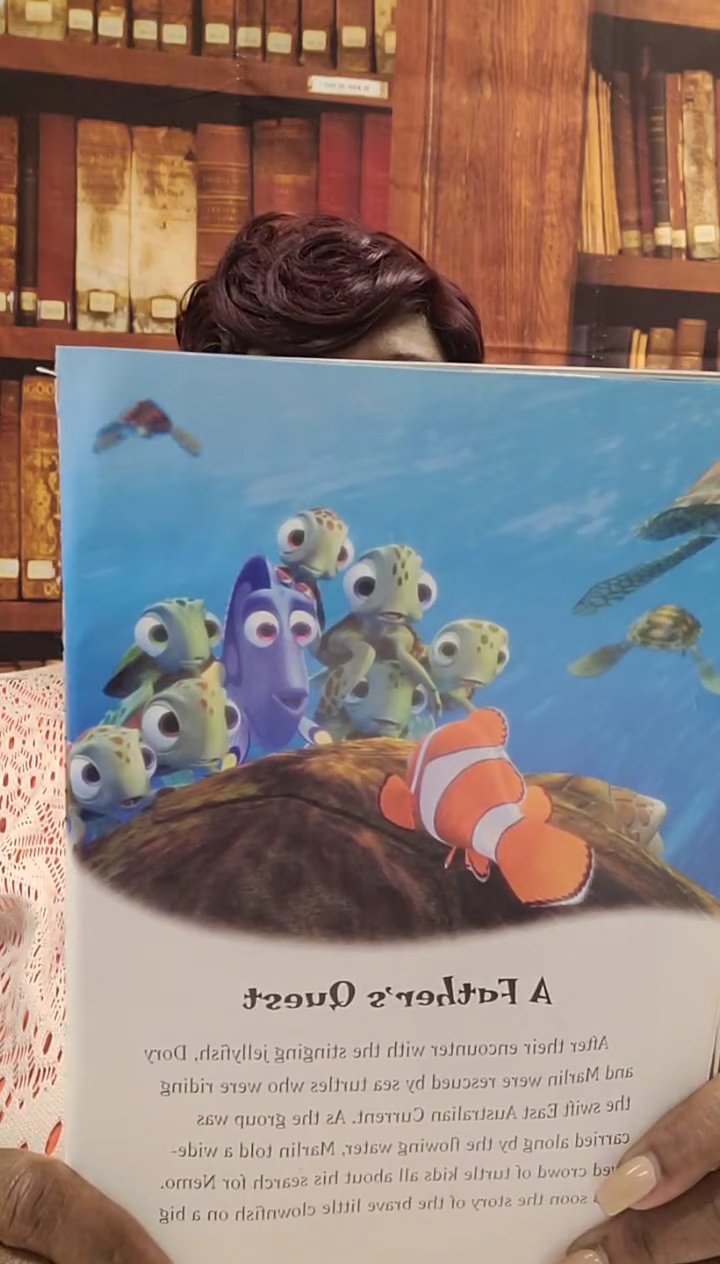 A Father's Quest
After their encounter with the stinging jellyfish, Dory
and Marlin were rescued by sea turtles who were riding
the swift East Australian Current. As the group was
carried along by the flowing water, Marlin told a wide-
crowd of turtle kids all about his search for Nemo.
soon the story of the brave little clownfish on a big